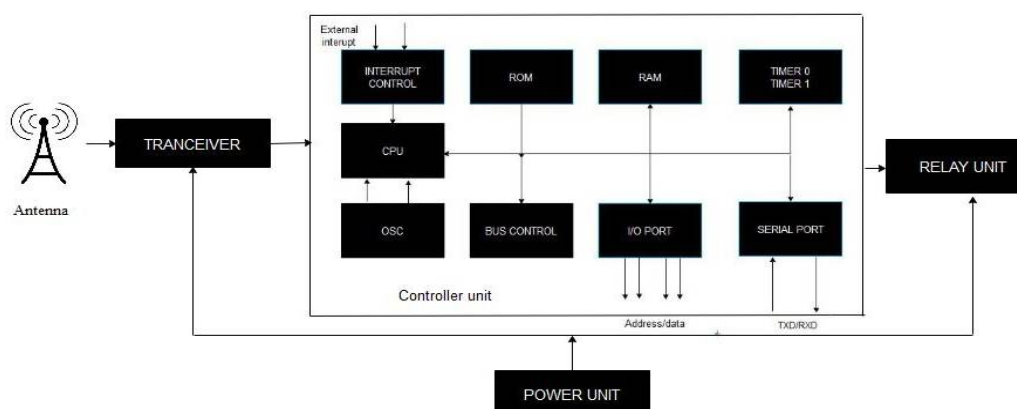 External
interupt
INTERRUPT
CONTROL
ROM
RAM
TIMER 0
TIMER 1
TRANCEIVER
CPU
RELAY UNIT
Antenna
OSC
BUS CONTROL
I/O PORT
SERIAL PORT
Controller unit
Address/data
TXD/RXD
POWER UNIT